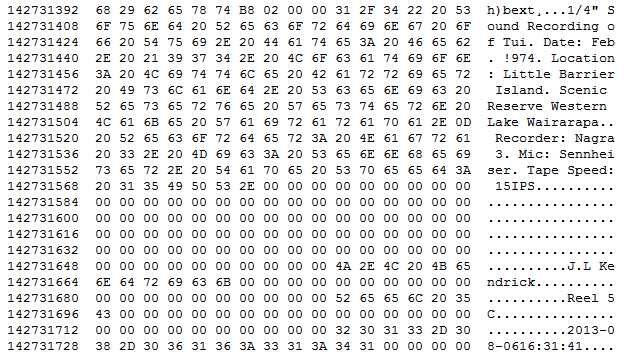 142731392 68 29 62 65 78 74 B8 02 00 00 31 2F 34 22 20 53 h)bext¸...1/4" S
142731408 6F 75 6E 64 20 52 65 63 6F 72 64 69 6E 67 20 6F ound Recording o
142731424 66 20 54 75 69 2E 20 44 61 74 65 3A 20 46 65 62 f Tui. Date: Feb
142731440 2E 20 21 39 37 34 2E 20 4C 6F 63 61 74 69 6F 6E . !974. Location
142731456 3A 20 4C 69 74 74 6C 65 20 42 61 72 72 69 65 72 : Little Barrier
142731472 20 49 73 6C 61 6E 64 2E 20 53 63 65 6E 69 63 20 Island. Scenic
142731488 52 65 73 65 72 76 65 20 57 65 73 74 65 72 6E 20 Reserve Western
142731504 4C 61 6B 65 20 57 61 69 72 61 72 61 70 61 2E 0D Lake Wairarapa..
142731520 20 52 65 63 6F 72 64 65 72 3A 20 4E 61 67 72 61 Recorder: Nagra
142731536 20 33 2E 20 4D 69 63 3A 20 53 65 6E 6E 68 65 69 3. Mic: Sennhei
142731552 73 65 72 2E 20 54 61 70 65 20 53 70 65 65 64 3A ser. Tape Speed:
142731568 20 31 35 49 50 53 2E 00 00 00 00 00 00 00 00 00 15IPS..........
142731584 00 00 00 00 00 00 00 00 00 00 00 00 00 00 00 00 ................
142731600 00 00 00 00 00 00 00 00 00 00 00 00 00 00 00 00 ................
142731616 00 00 00 00 00 00 00 00 00 00 00 00 00 00 00 00 ................
142731632 00 00 00 00 00 00 00 00 00 00 00 00 00 00 00 00 ................
142731648 00 00 00 00 00 00 00 00 00 00 4A 2E 4C 20 4B 65 ..........J.L Ke
142731664 6E 64 72 69 63 6B 00 00 00 00 00 00 00 00 00 00 ndrick..........
142731680 00 00 00 00 00 00 00 00 00 00 52 65 65 6C 20 35 ..........Reel 5
142731696 43 00 00 00 00 00 00 00 00 00 00 00 00 00 00 00 C...............
142731712 00 00 00 00 00 00 00 00 00 00 32 30 31 33 2D 30 ..........2013-0
142731728 38 2D 30 36 31 36 3A 33 31 3A 34 31 00 00 00 00 8-0616:31:41....